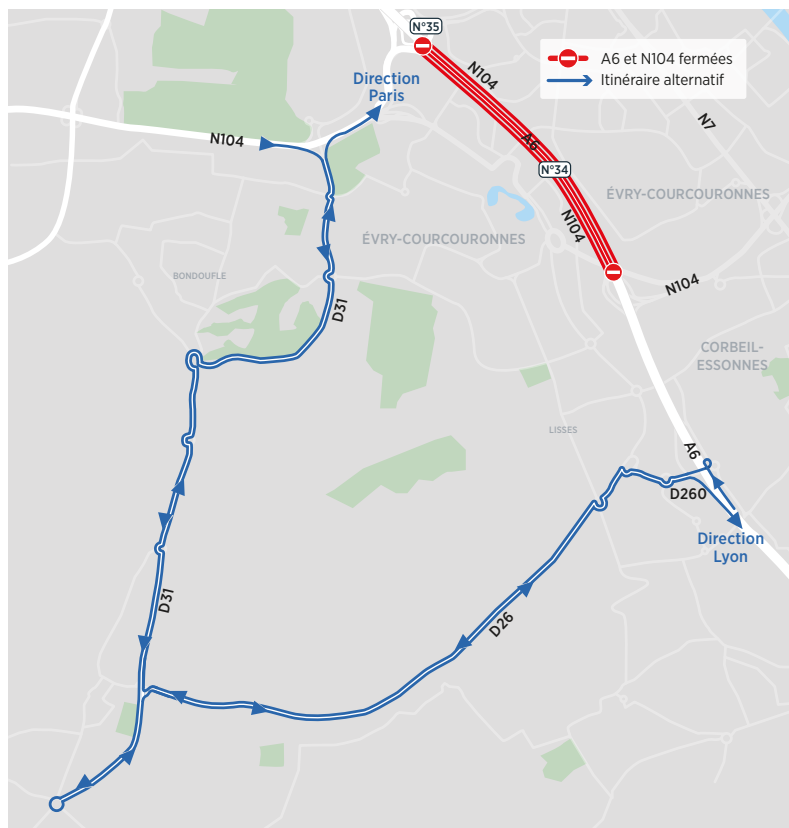 N°35
A6 et N104 fermées
Itinéraire alternatif
Direction
Paris
N104
N7
N104
A6
N°34
ÉVRY-COURCOURONNES
N104
ÉVRY-COURCOURONNES
BONDOUFLE
N104
D31
CORBEIL-
ESSONNES
LISSES
A6
D260
Direction
Lyon
D31
D26